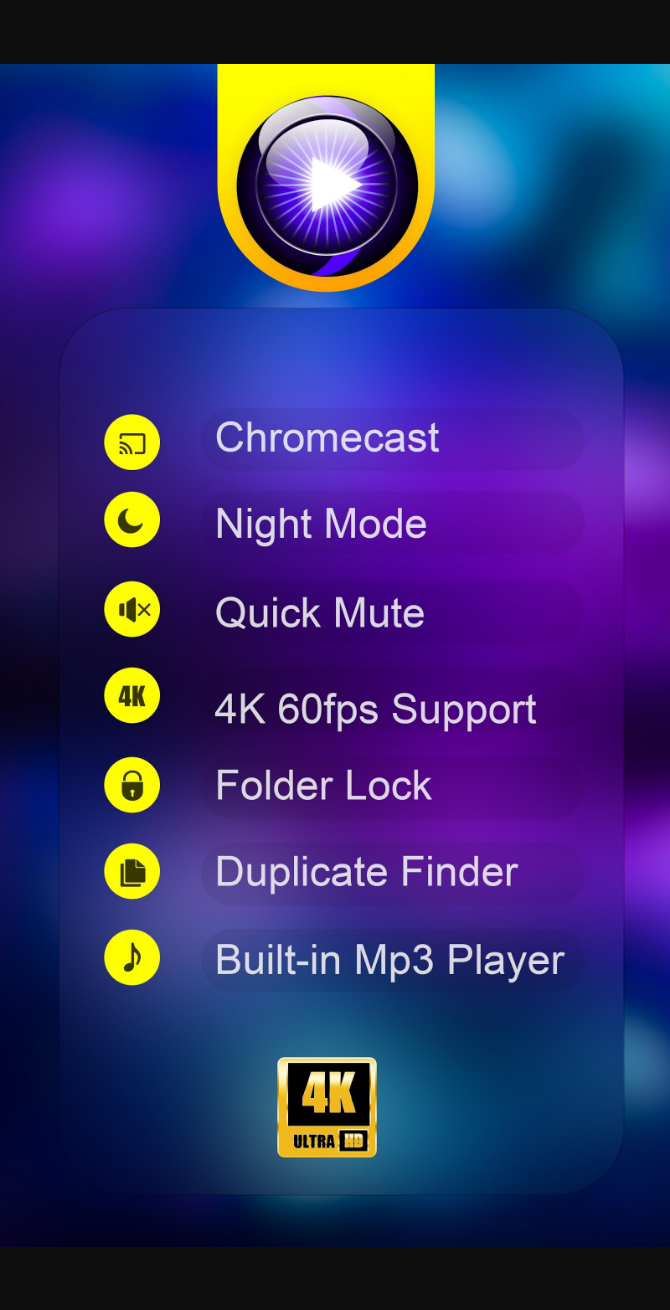 Chromecast
Night Mode
Quick Mute
4K
4K 60fps Support
Folder Lock
Duplicate Finder
Built-in Mp3 Player
4K
ULTRA HD